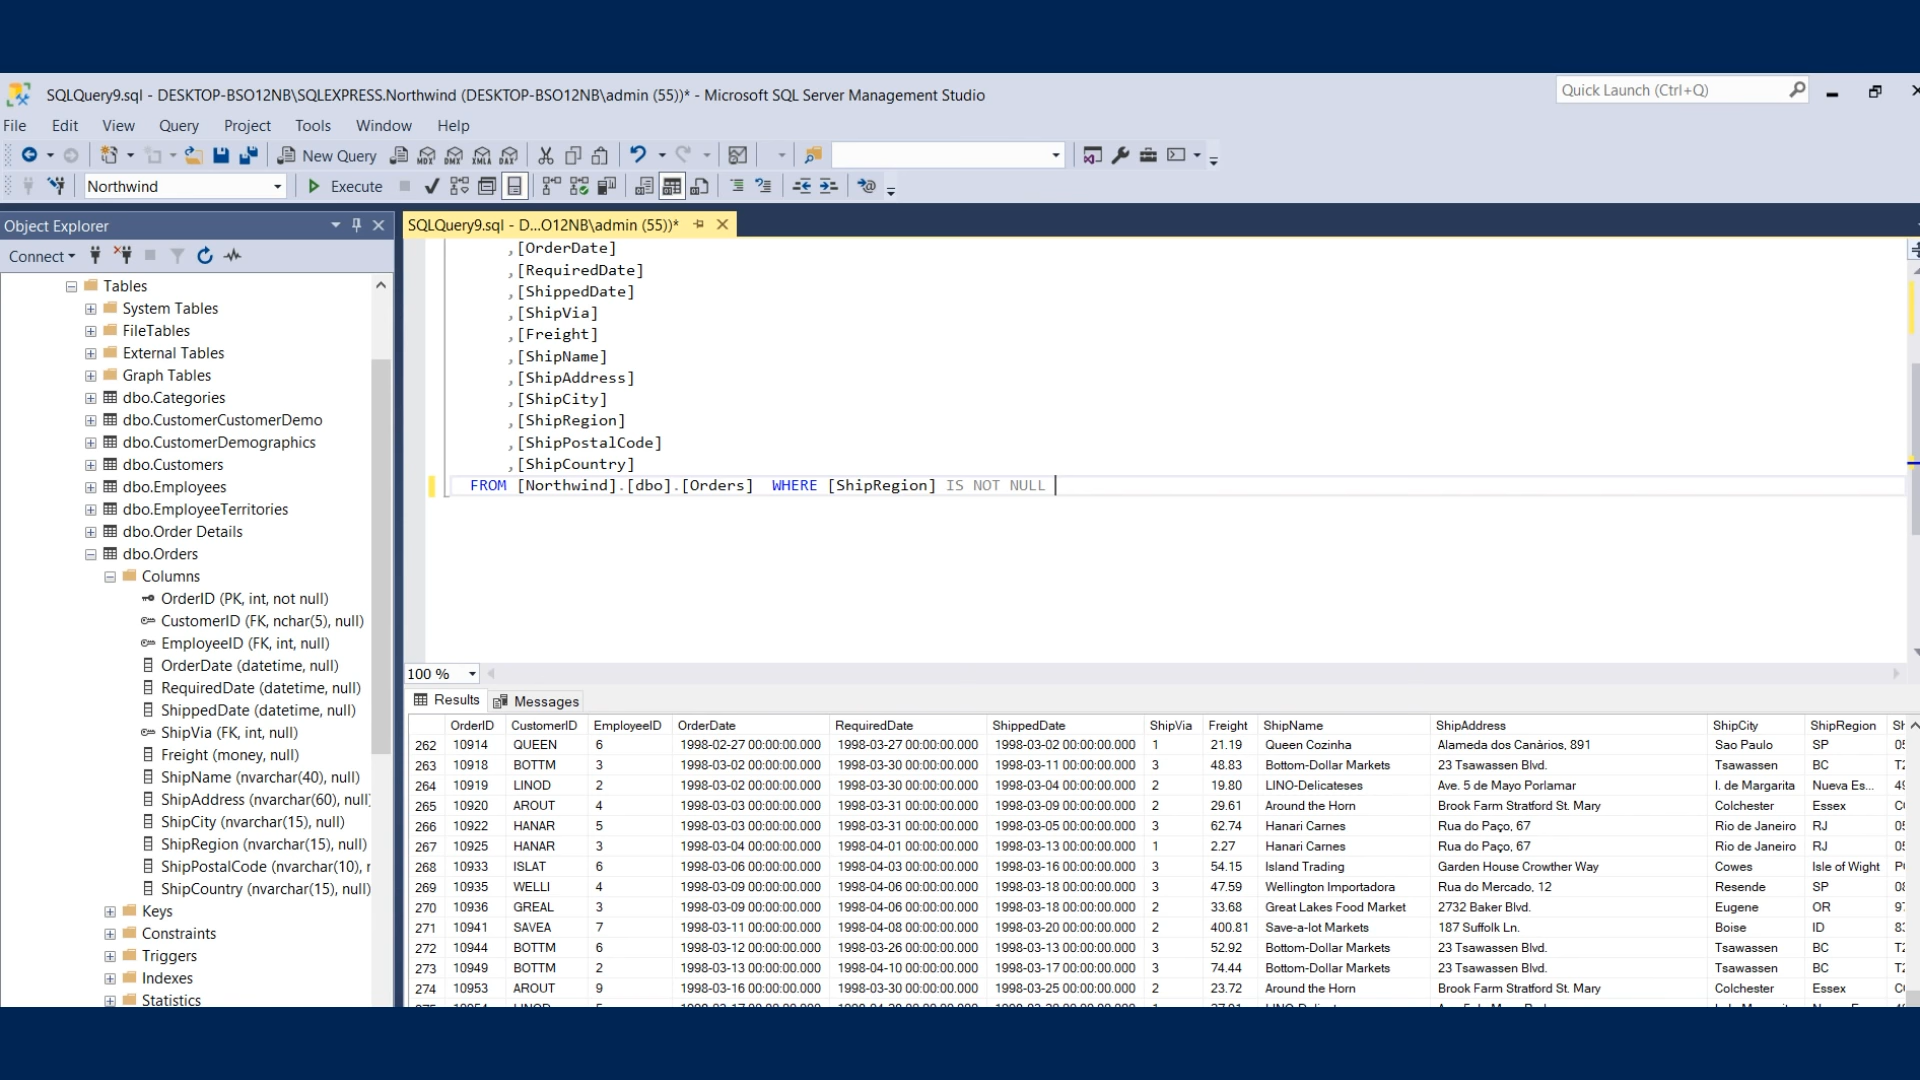 SQLQuery9.sql - DESKTOP-BSO12NB\SQLEXPRESS.Northwind (DESKTOP-BSO12NB\admin (55))* - Microsoft SQL Server Management Studio
Quick Launch (Ctrl+Q)
File Edit View Query Project Tools Window Help
New Query MDX DMX XMLA DAX
Northwind Execute
Object Explorer
SQLQuery9.sql - D...O12NB\admin (55))*
Connect
Tables
System Tables
FileTables
External Tables
Graph Tables
dbo.Categories
dbo.CustomerCustomerDemo
dbo.CustomerDemographics
dbo.Customers
dbo.Employees
dbo.EmployeeTerritories
dbo.Order Details
dbo.Orders
Columns
OrderID (PK, int, not null)
CustomerID (FK, nchar(5), null)
EmployeeID (FK, int, null)
OrderDate (datetime, null)
RequiredDate (datetime, null)
ShippedDate (datetime, null)
ShipVia (FK, int, null)
Freight (money, null)
ShipName (nvarchar(40), null)
ShipAddress (nvarchar(60), null)
ShipCity (nvarchar(15), null)
ShipRegion (nvarchar(15), null)
ShipPostalCode (nvarchar(10), r
ShipCountry (nvarchar(15), null)
Keys
Constraints
Triggers
Indexes
Statistics
,[OrderDate]
,[RequiredDate]
,[ShippedDate]
,[ShipVia]
,[Freight]
,[ShipName]
,[ShipAddress]
,[ShipCity]
,[ShipRegion]
,[ShipPostalCode]
,[ShipCountry]
FROM [Northwind].[dbo].[Orders]  WHERE [ShipRegion] IS NOT NULL
100 %
Results Messages
OrderID CustomerID EmployeeID OrderDate RequiredDate ShippedDate ShipVia Freight ShipName ShipAddress ShipCity ShipRegion
262 10914 QUEEN 6 1998-02-27 00:00:00.000 1998-03-27 00:00:00.000 1998-03-02 00:00:00.000 1 21.19 Queen Cozinha Alameda dos Canàrios, 891 Sao Paulo SP
263 10918 BOTTM 3 1998-03-02 00:00:00.000 1998-03-30 00:00:00.000 1998-03-11 00:00:00.000 3 48.83 Bottom-Dollar Markets 23 Tsawassen Blvd. Tsawassen BC
264 10919 LINOD 2 1998-03-02 00:00:00.000 1998-03-30 00:00:00.000 1998-03-04 00:00:00.000 2 19.80 LINO-Delicateses Ave. 5 de Mayo Porlamar I. de Margarita Nueva Es...
265 10920 AROUT 4 1998-03-03 00:00:00.000 1998-03-31 00:00:00.000 1998-03-09 00:00:00.000 2 29.61 Around the Horn Brook Farm Stratford St. Mary Colchester Essex
266 10922 HANAR 5 1998-03-03 00:00:00.000 1998-03-31 00:00:00.000 1998-03-05 00:00:00.000 3 62.74 Hanari Carnes Rua do Paço, 67 Rio de Janeiro RJ
267 10925 HANAR 3 1998-03-04 00:00:00.000 1998-04-01 00:00:00.000 1998-03-13 00:00:00.000 1 2.27 Hanari Carnes Rua do Paço, 67 Rio de Janeiro RJ
268 10933 ISLAT 6 1998-03-06 00:00:00.000 1998-04-03 00:00:00.000 1998-03-16 00:00:00.000 3 54.15 Island Trading Garden House Crowther Way Cowes Isle of Wight
269 10935 WELLI 4 1998-03-09 00:00:00.000 1998-04-06 00:00:00.000 1998-03-18 00:00:00.000 3 47.59 Wellington Importadora Rua do Mercado, 12 Resende SP
270 10936 GREAL 3 1998-03-09 00:00:00.000 1998-04-06 00:00:00.000 1998-03-18 00:00:00.000 2 33.68 Great Lakes Food Market 2732 Baker Blvd. Eugene OR
271 10941 SAVEA 7 1998-03-11 00:00:00.000 1998-04-08 00:00:00.000 1998-03-20 00:00:00.000 2 400.81 Save-a-lot Markets 187 Suffolk Ln. Boise ID
272 10944 BOTTM 6 1998-03-12 00:00:00.000 1998-03-26 00:00:00.000 1998-03-13 00:00:00.000 3 52.92 Bottom-Dollar Markets 23 Tsawassen Blvd. Tsawassen BC
273 10949 BOTTM 2 1998-03-13 00:00:00.000 1998-04-10 00:00:00.000 1998-03-17 00:00:00.000 3 74.44 Bottom-Dollar Markets 23 Tsawassen Blvd. Tsawassen BC
274 10953 AROUT 9 1998-03-16 00:00:00.000 1998-03-30 00:00:00.000 1998-03-25 00:00:00.000 2 23.72 Around the Horn Brook Farm Stratford St. Mary Colchester Essex